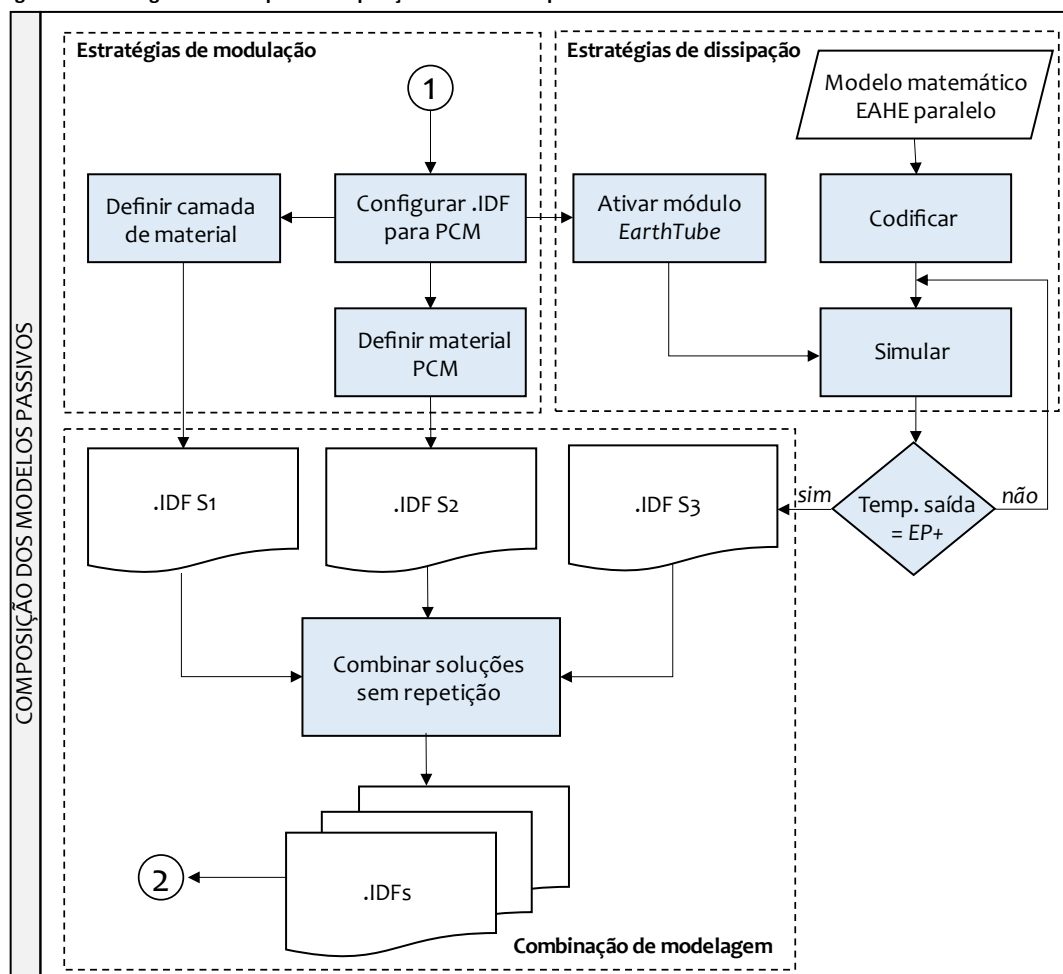 COMPOSIÇÃO DOS MODELOS PASSIVOS
Estratégias de modulação
Estratégias de dissipação
1
Modelo matemático
EAHE paralelo
Definir camada
de material
Configurar .IDF
para PCM
Ativar módulo
EarthTube
Codificar
Definir material
PCM
Simular
.IDF S1
.IDF S2
.IDF S3
sim
Temp. saída
= EP+
não
Combinar soluções
sem repetição
2
.IDFs
Combinação de modelagem